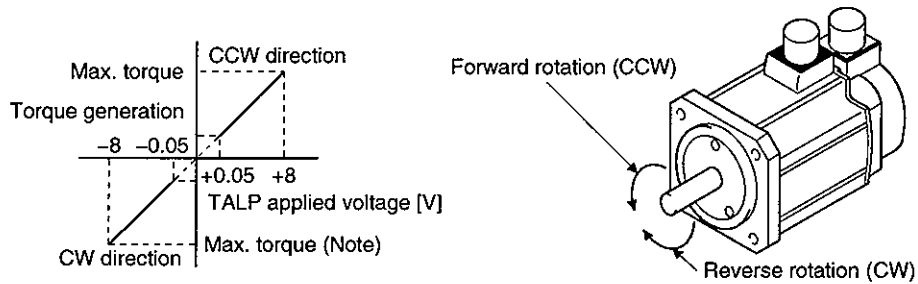 CCW direction
Max. torque
Torque generation
−8 −0.05
+0.05 +8
TALP applied voltage [V]
CW direction
Max. torque (Note)
Forward rotation (CCW)
Reverse rotation (CW)